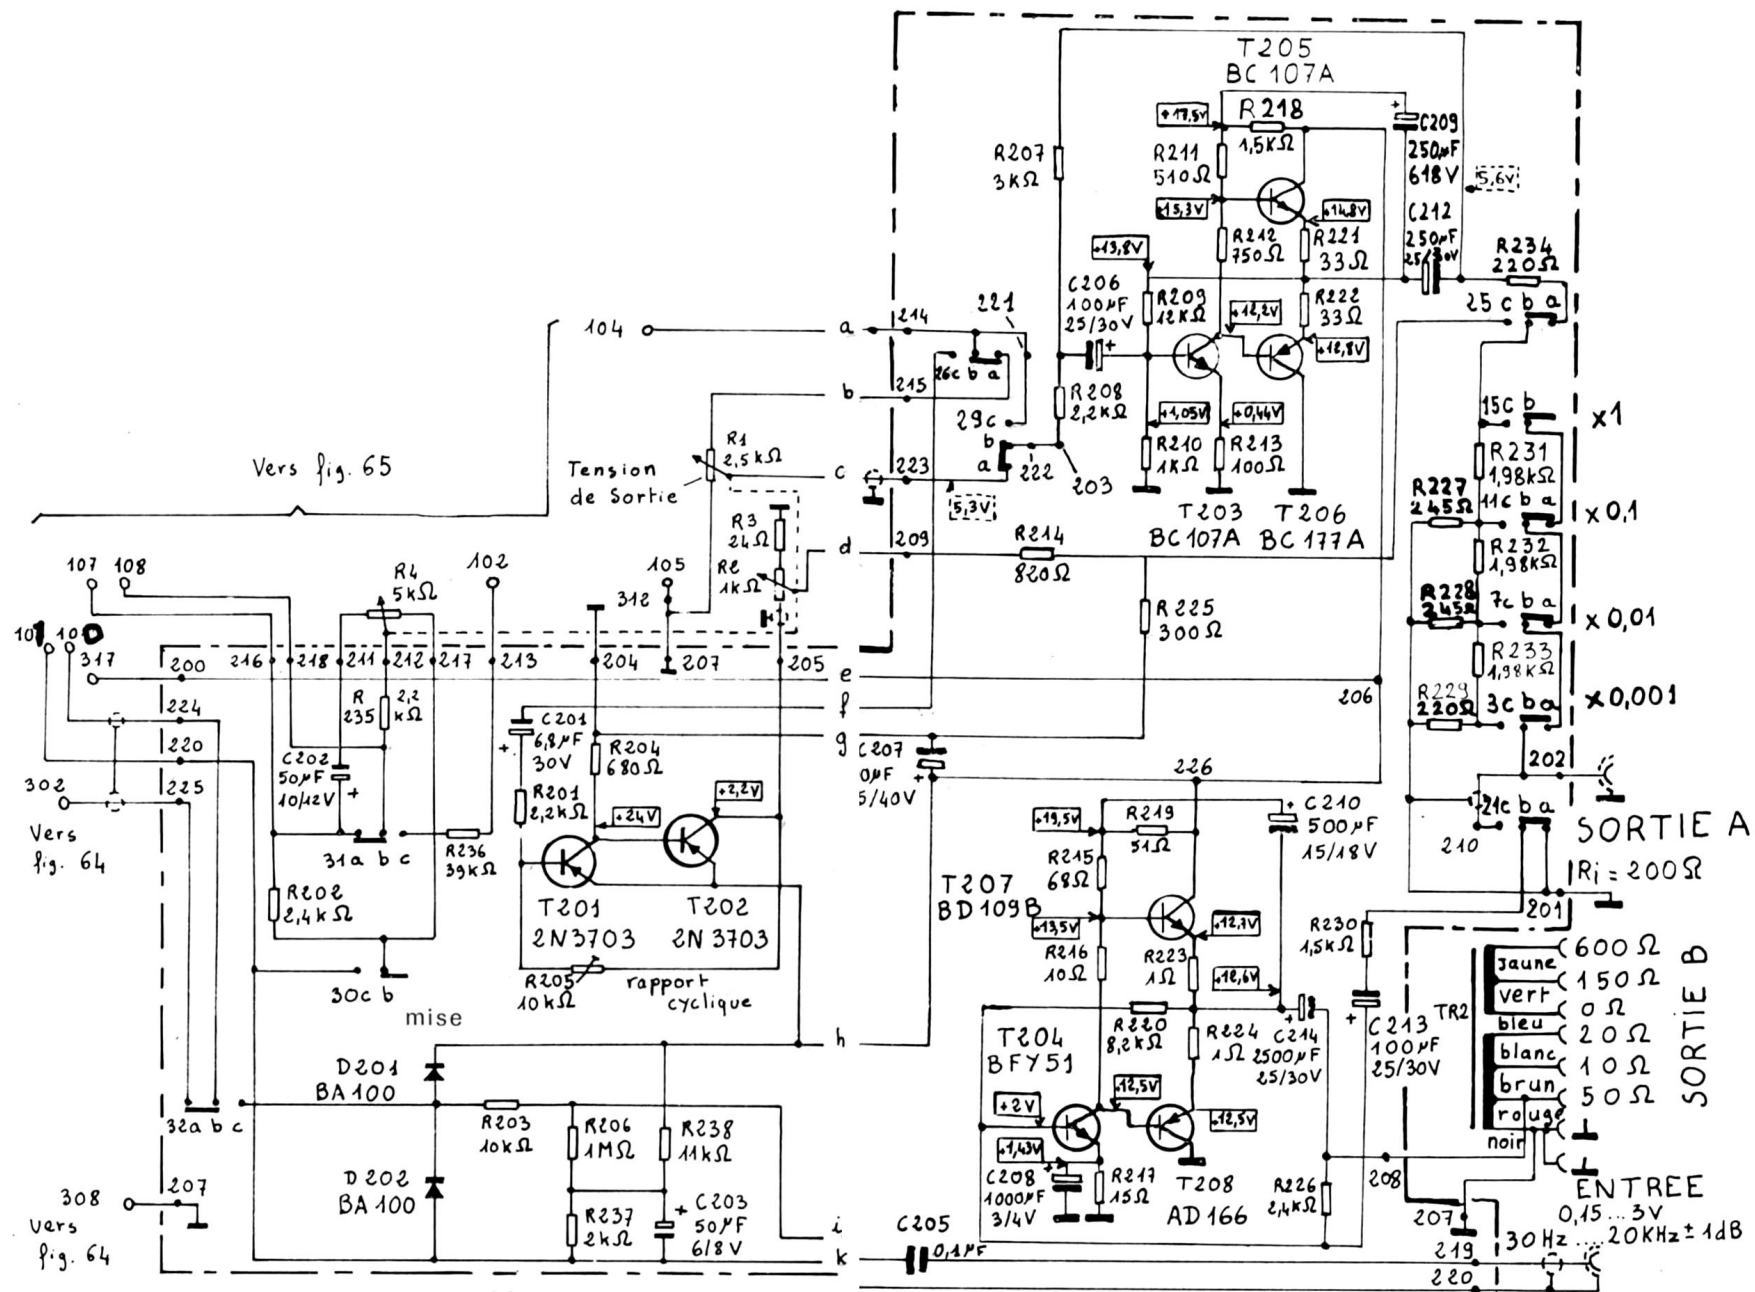 T205
BC 107A
+17,5V
R218
1,5KΩ
C209
250µF
618V
R207
3KΩ
R211
510Ω
5,6V
+15,3V
+14,8V
C212
250µF
25/30V
R212
750Ω
R221
33Ω
R234
220Ω
+13,8V
C206
100µF
25/30V
R209
12KΩ
R222
33Ω
25 c b a
221
+12,2V
+12,8V
104
a
214
26c b a
b
215
R208
2,2KΩ
29c
b
a
+1,05V
+0,44V
15C b
x1
R1
2,5KΩ
R210
1KΩ
R213
100Ω
R231
1,98KΩ
Vers fig. 65
Tension
de Sortie
c
223
222
203
5,3V
R227
245Ω
11c b a
x0,1
T203
BC107A
T206
BC 177A
R3
24Ω
d
209
R214
820Ω
R232
1,98KΩ
107
108
R4
5KΩ
102
105
R2
1KΩ
312
R228
245Ω
7c b a
x 0,01
R225
300Ω
101
100
317
200
216
218
211
212
217
213
204
207
205
e
206
R233
1,98KΩ
R229
220Ω
3c b a
x0,001
R
235
2,2
KΩ
f
224
C201
6,8µF
30V
g
C207
0µF
5/40V
220
C202
50µF
10/12V
R204
680Ω
226
202
302
225
R201
2,2KΩ
+2,2V
+24V
21c b a
C210
500µF
15/18V
+19,5V
R219
51Ω
210
SORTIE A
Vers
fig. 64
31a b c
R236
39KΩ
R215
68Ω
Ri = 200Ω
R202
2,4KΩ
T201
2N3703
T202
2N 3703
T207
BD 109B
201
+13,5V
+12,7V
R230
1,5KΩ
R216
10Ω
R223
1Ω
600Ω
jaune
150Ω
vert
0Ω
bleu
20Ω
blanc
10Ω
brun
50Ω
rouge
noir
TR2
SORTIE B
30c b
R205
10KΩ
rapport
cyclique
+12,6V
mise
h
R220
8,2KΩ
R224
1Ω
C214
2500µF
25/30V
C213
100µF
25/30V
T204
BFY51
D201
BA100
+12,5V
+2V
+12,5V
32a b c
R203
10KΩ
R206
1MΩ
R238
11KΩ
+1,43V
D202
BA100
C208
1000µF
3/4V
R217
15Ω
T208
AD166
R226
2,4KΩ
208
308
207
Vers
fig. 64
R237
2KΩ
C203
50µF
6/8V
i
C205
0,1µF
k
207
219
220
ENTREE
0,15...3V
30Hz ....20KHz ± 1dB